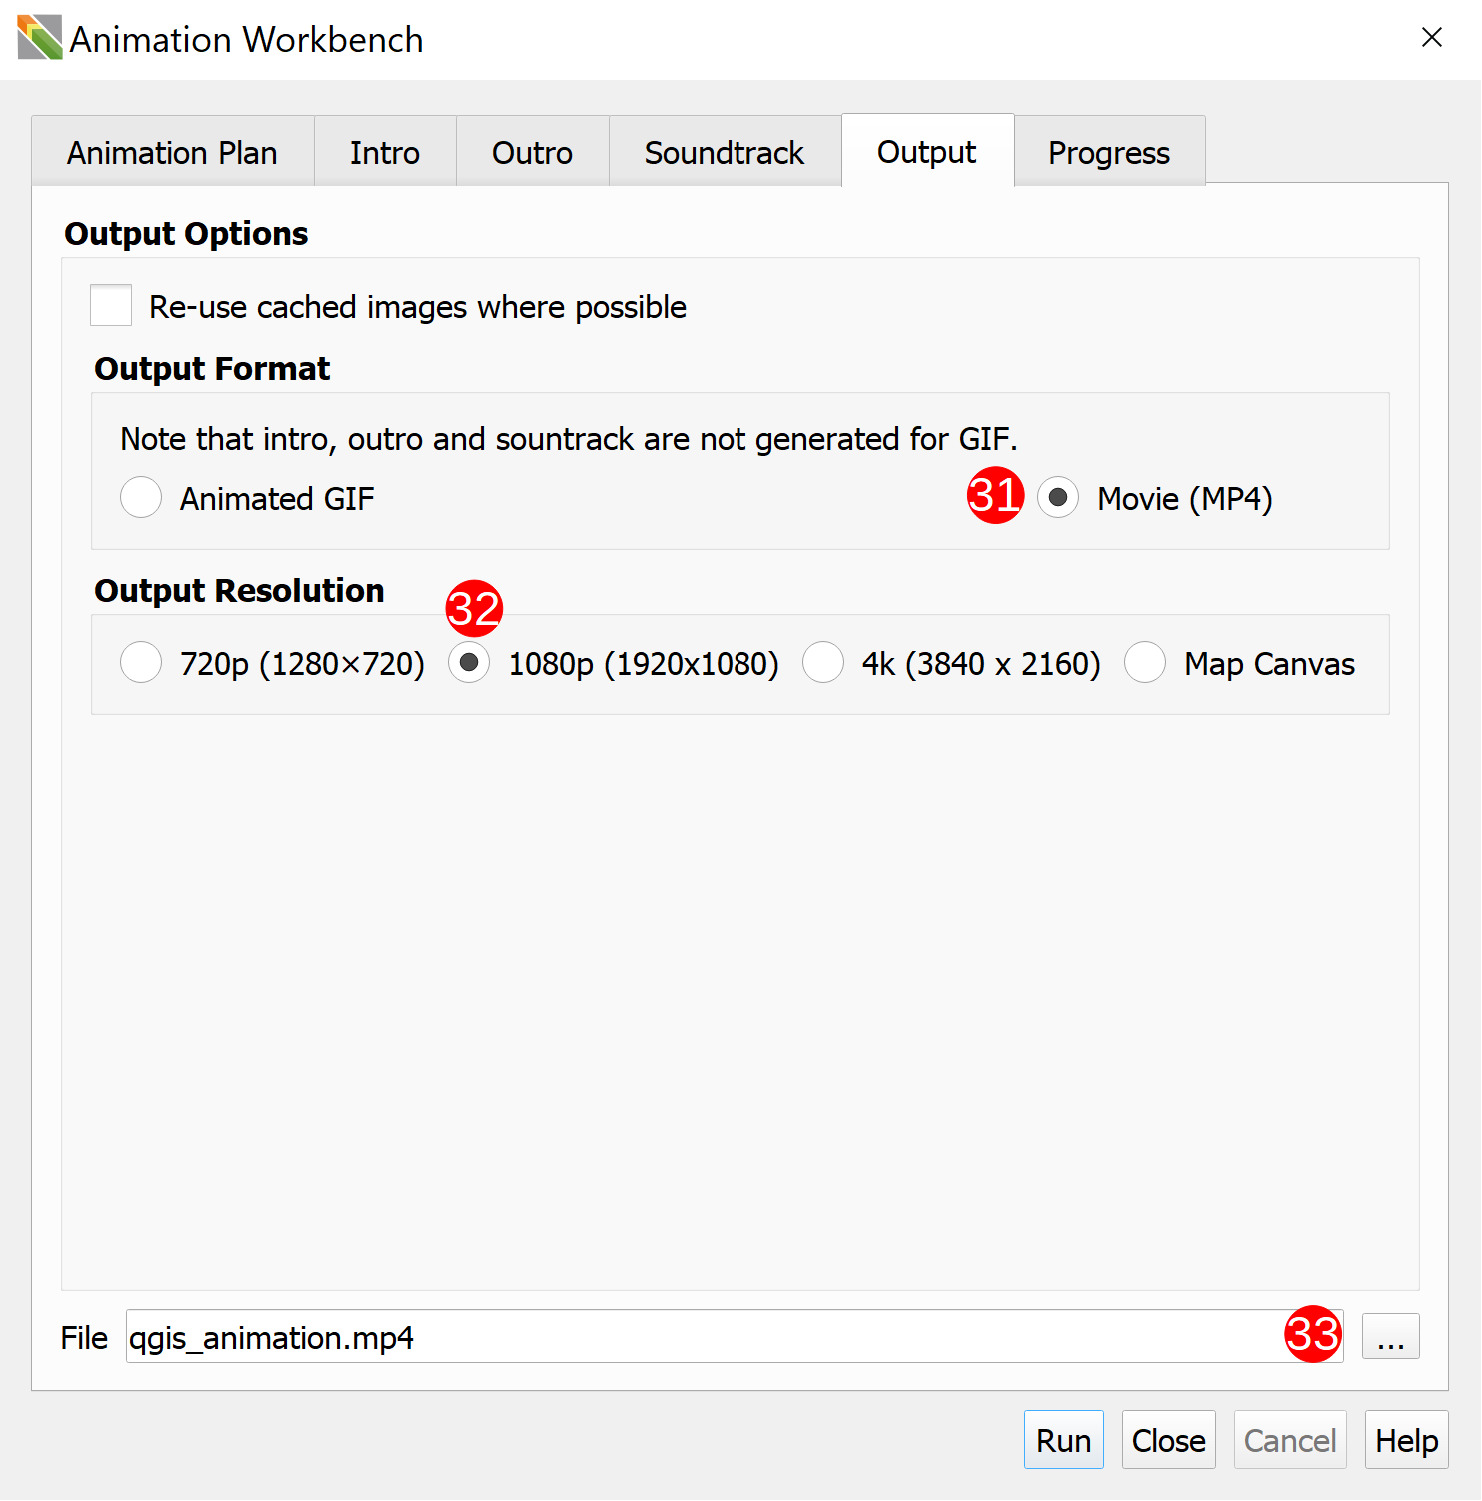 Animation Workbench
Animation Plan Intro Outro Soundtrack Output Progress
Output Options
Re-use cached images where possible
Output Format
Note that intro, outro and sountrack are not generated for GIF.
Animated GIF 31 Movie (MP4)
Output Resolution 32
720p (1280×720) 1080p (1920x1080) 4k (3840 x 2160) Map Canvas
File qgis_animation.mp4 33 ...
Run Close Cancel Help